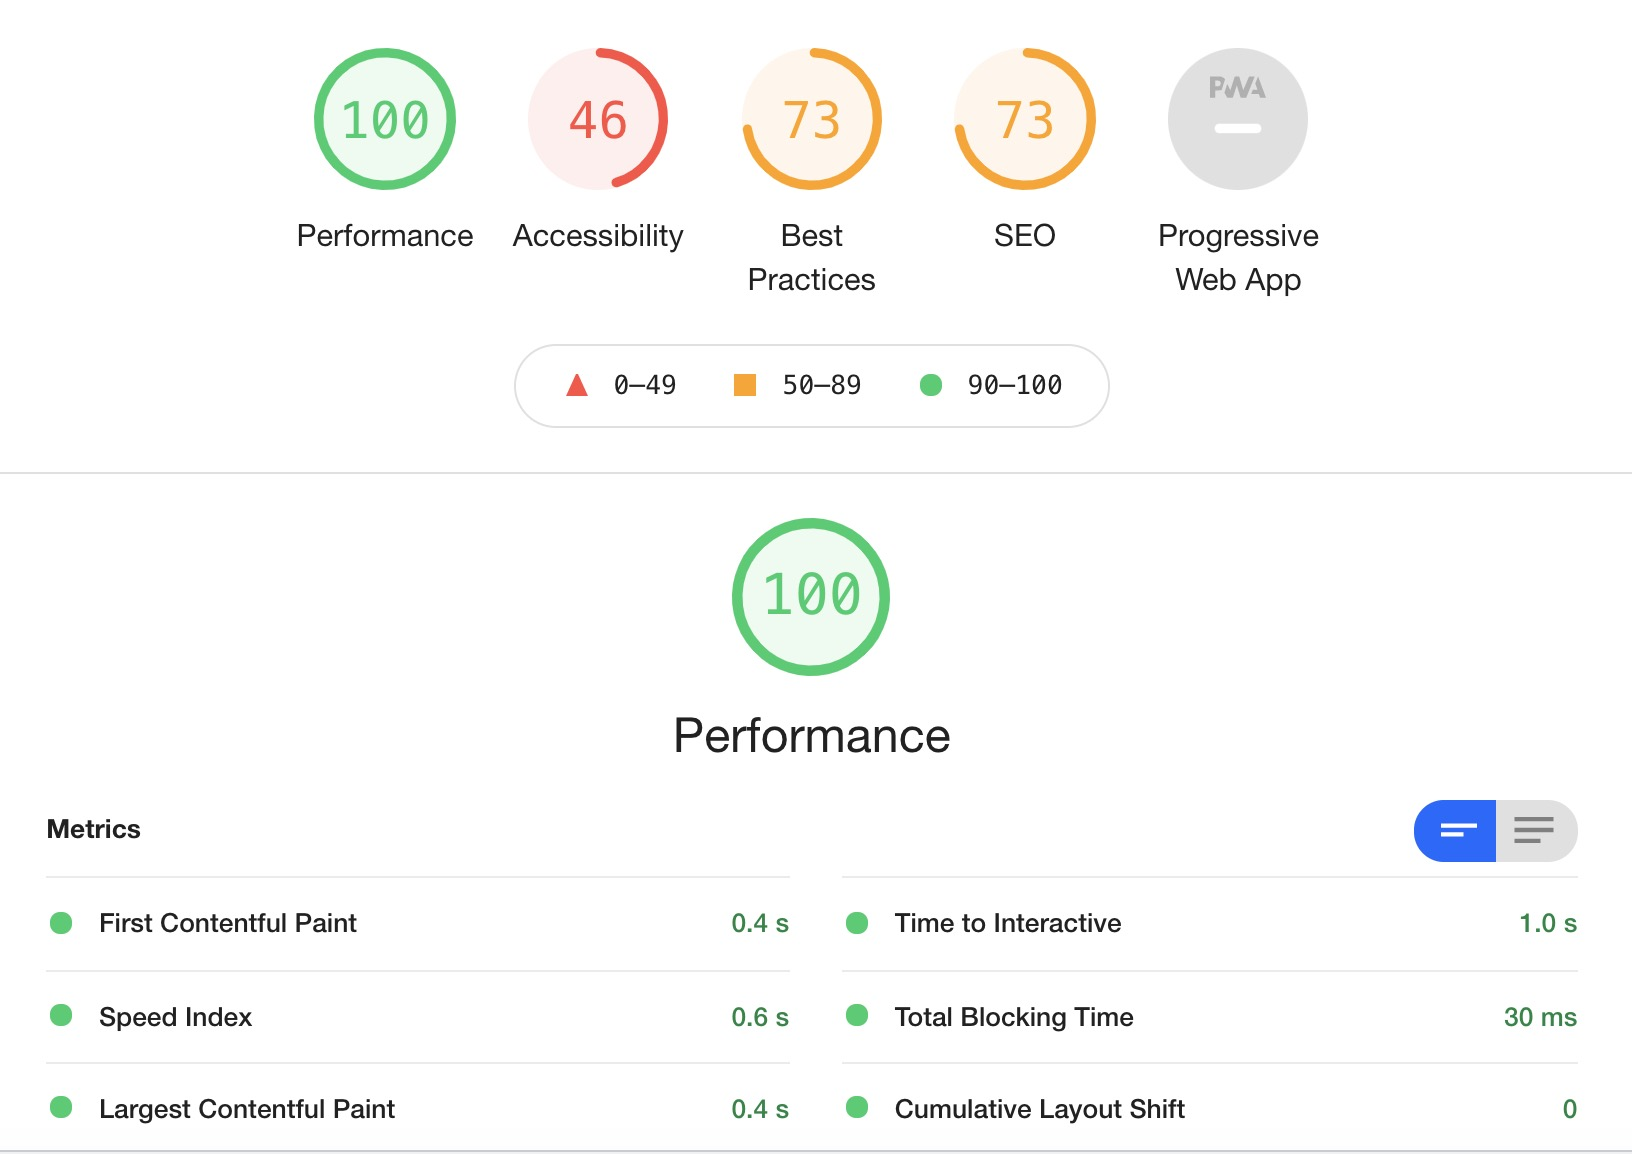 100
46
73
73
PWA
Performance
Accessibility
Best
Practices
SEO
Progressive
Web App
0–49
50–89
90–100
100
Performance
Metrics
First Contentful Paint 0.4 s
Time to Interactive 1.0 s
Speed Index 0.6 s
Total Blocking Time 30 ms
Largest Contentful Paint 0.4 s
Cumulative Layout Shift 0